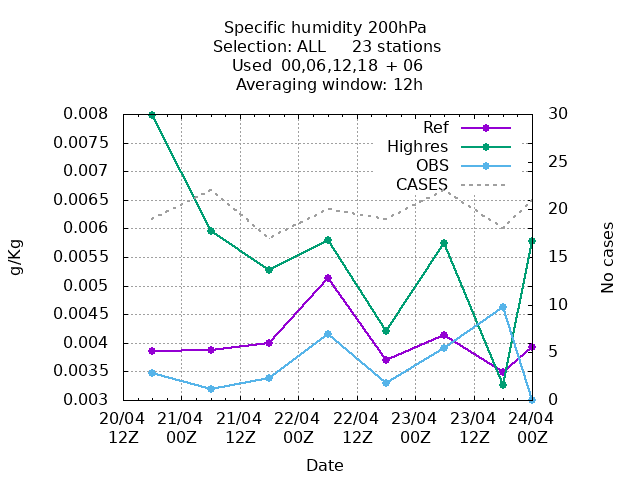 Specific humidity 200hPa
Selection: ALL 23 stations
Used 00,06,12,18 + 06
Averaging window: 12h
0.008
0.0075
0.007
0.0065
0.006
0.0055
0.005
0.0045
0.004
0.0035
0.003
30
25
20
15
10
5
0
Ref
Highres
OBS
CASES
g/Kg
No cases
20/04 21/04 21/04 22/04 22/04 23/04 23/04 24/04
12Z 00Z 12Z 00Z 12Z 00Z 12Z 00Z
Date